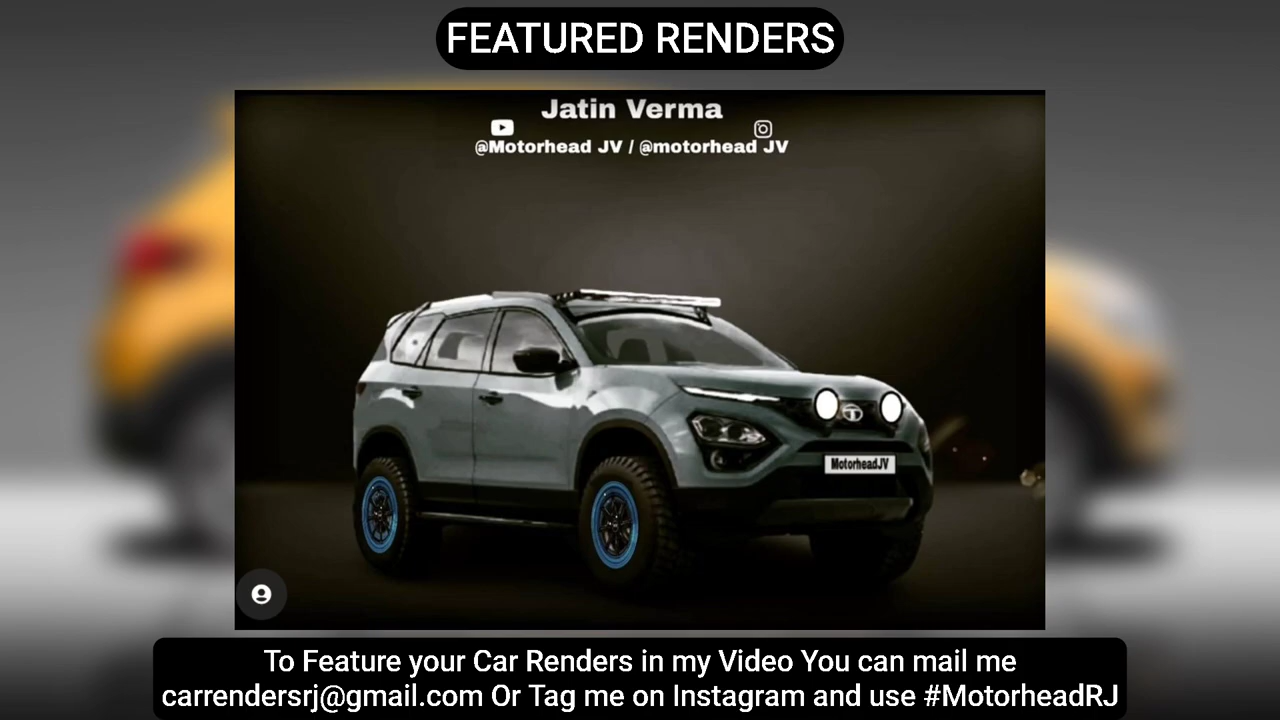 FEATURED RENDERS
Jatin Verma
@Motorhead JV / @motorhead JV
MotorheadJV
To Feature your Car Renders in my Video You can mail me
carrendersrj@gmail.com Or Tag me on Instagram and use #MotorheadRJ